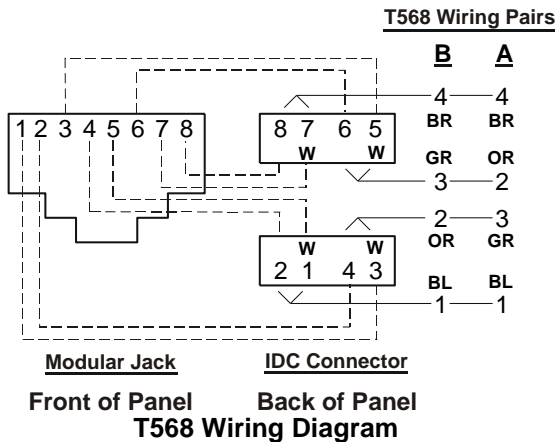 T568 Wiring Pairs
B A
4 4
BR BR
1 2 3 4 5 6 7 8
8 7 6 5
W W
GR OR
3 2
2 3
OR GR
W W
2 1 4 3
BL BL
1 1
Modular Jack IDC Connector
Front of Panel Back of Panel
T568 Wiring Diagram